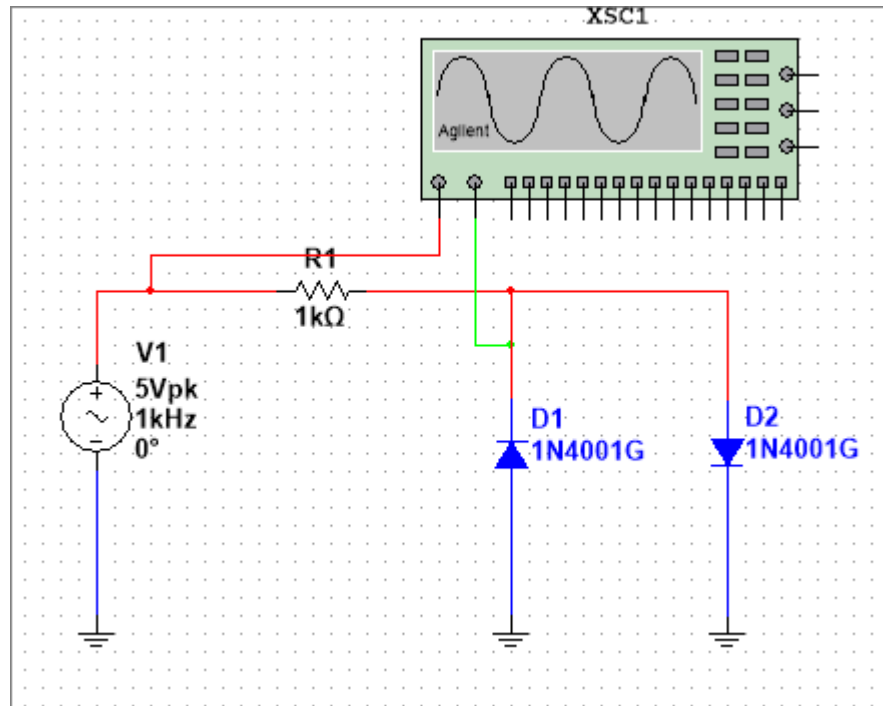 XSC1
Agilent
R1
1kΩ
V1
5Vpk
1kHz
0°
D1
1N4001G
D2
1N4001G